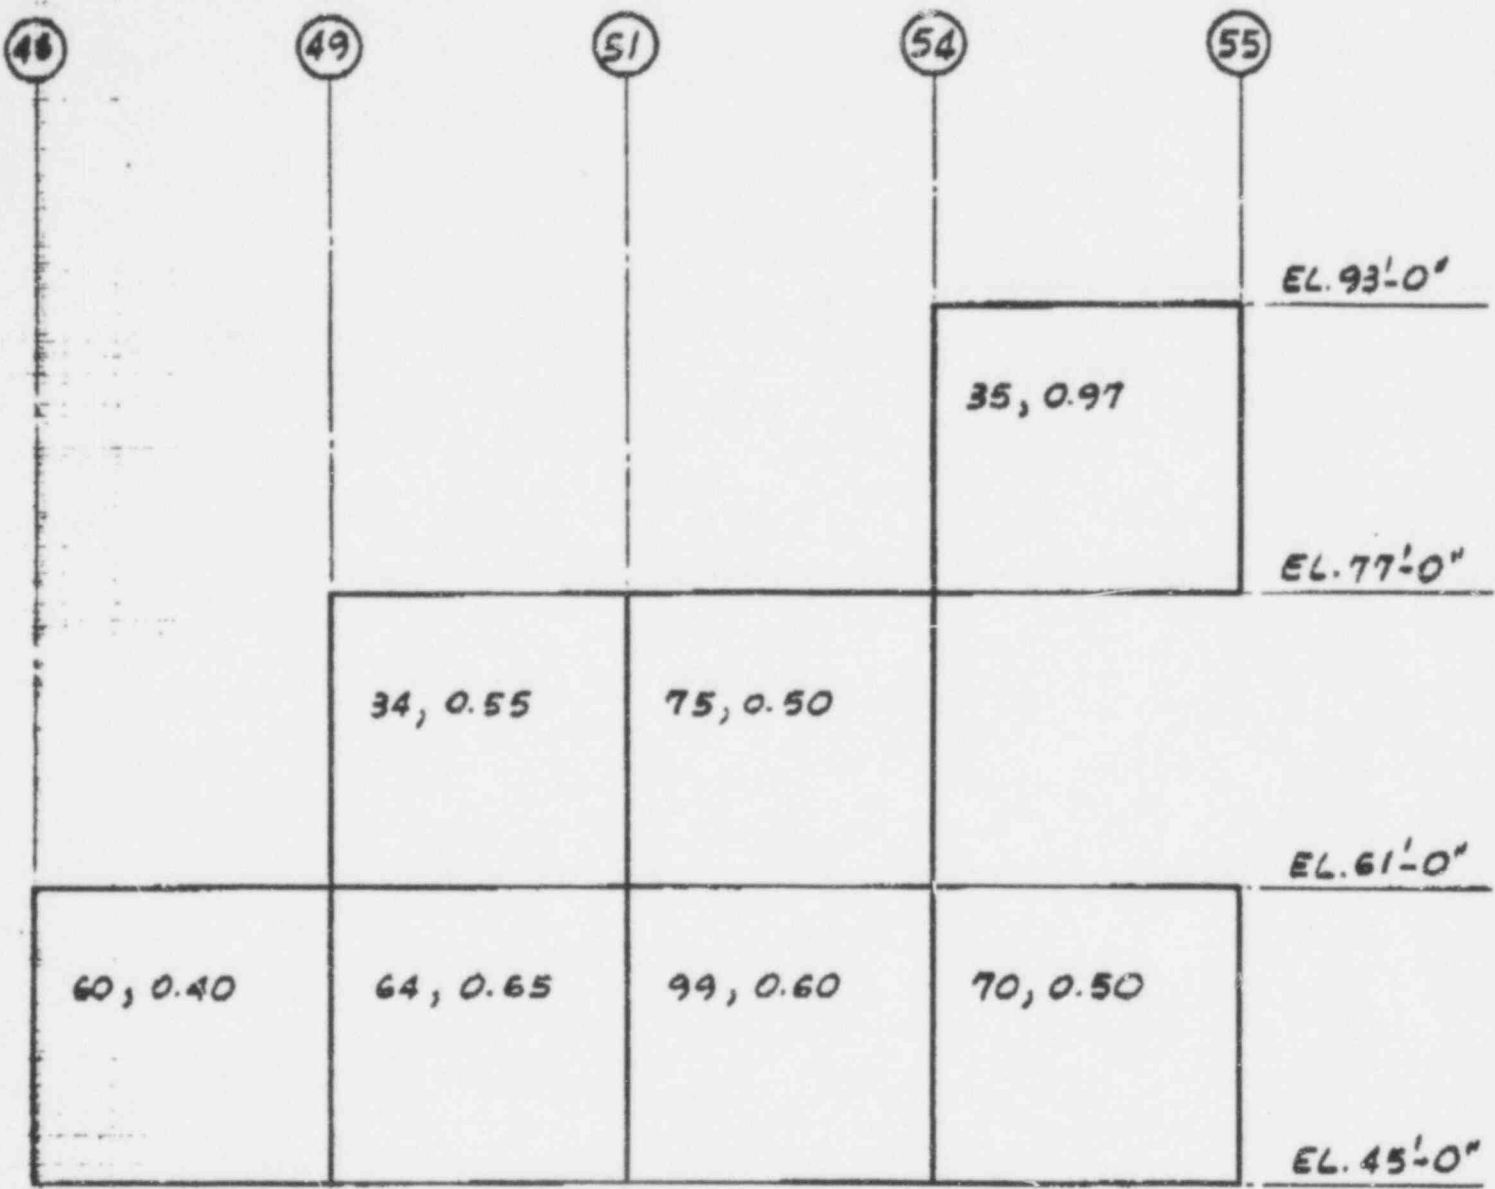 49 51 54 55
EL. 93'-0"
35, 0.97
EL. 77'-0"
34, 0.55 75, 0.50
EL. 61'-0"
60, 0.40 64, 0.65 99, 0.60 70, 0.50
EL. 45'-0"